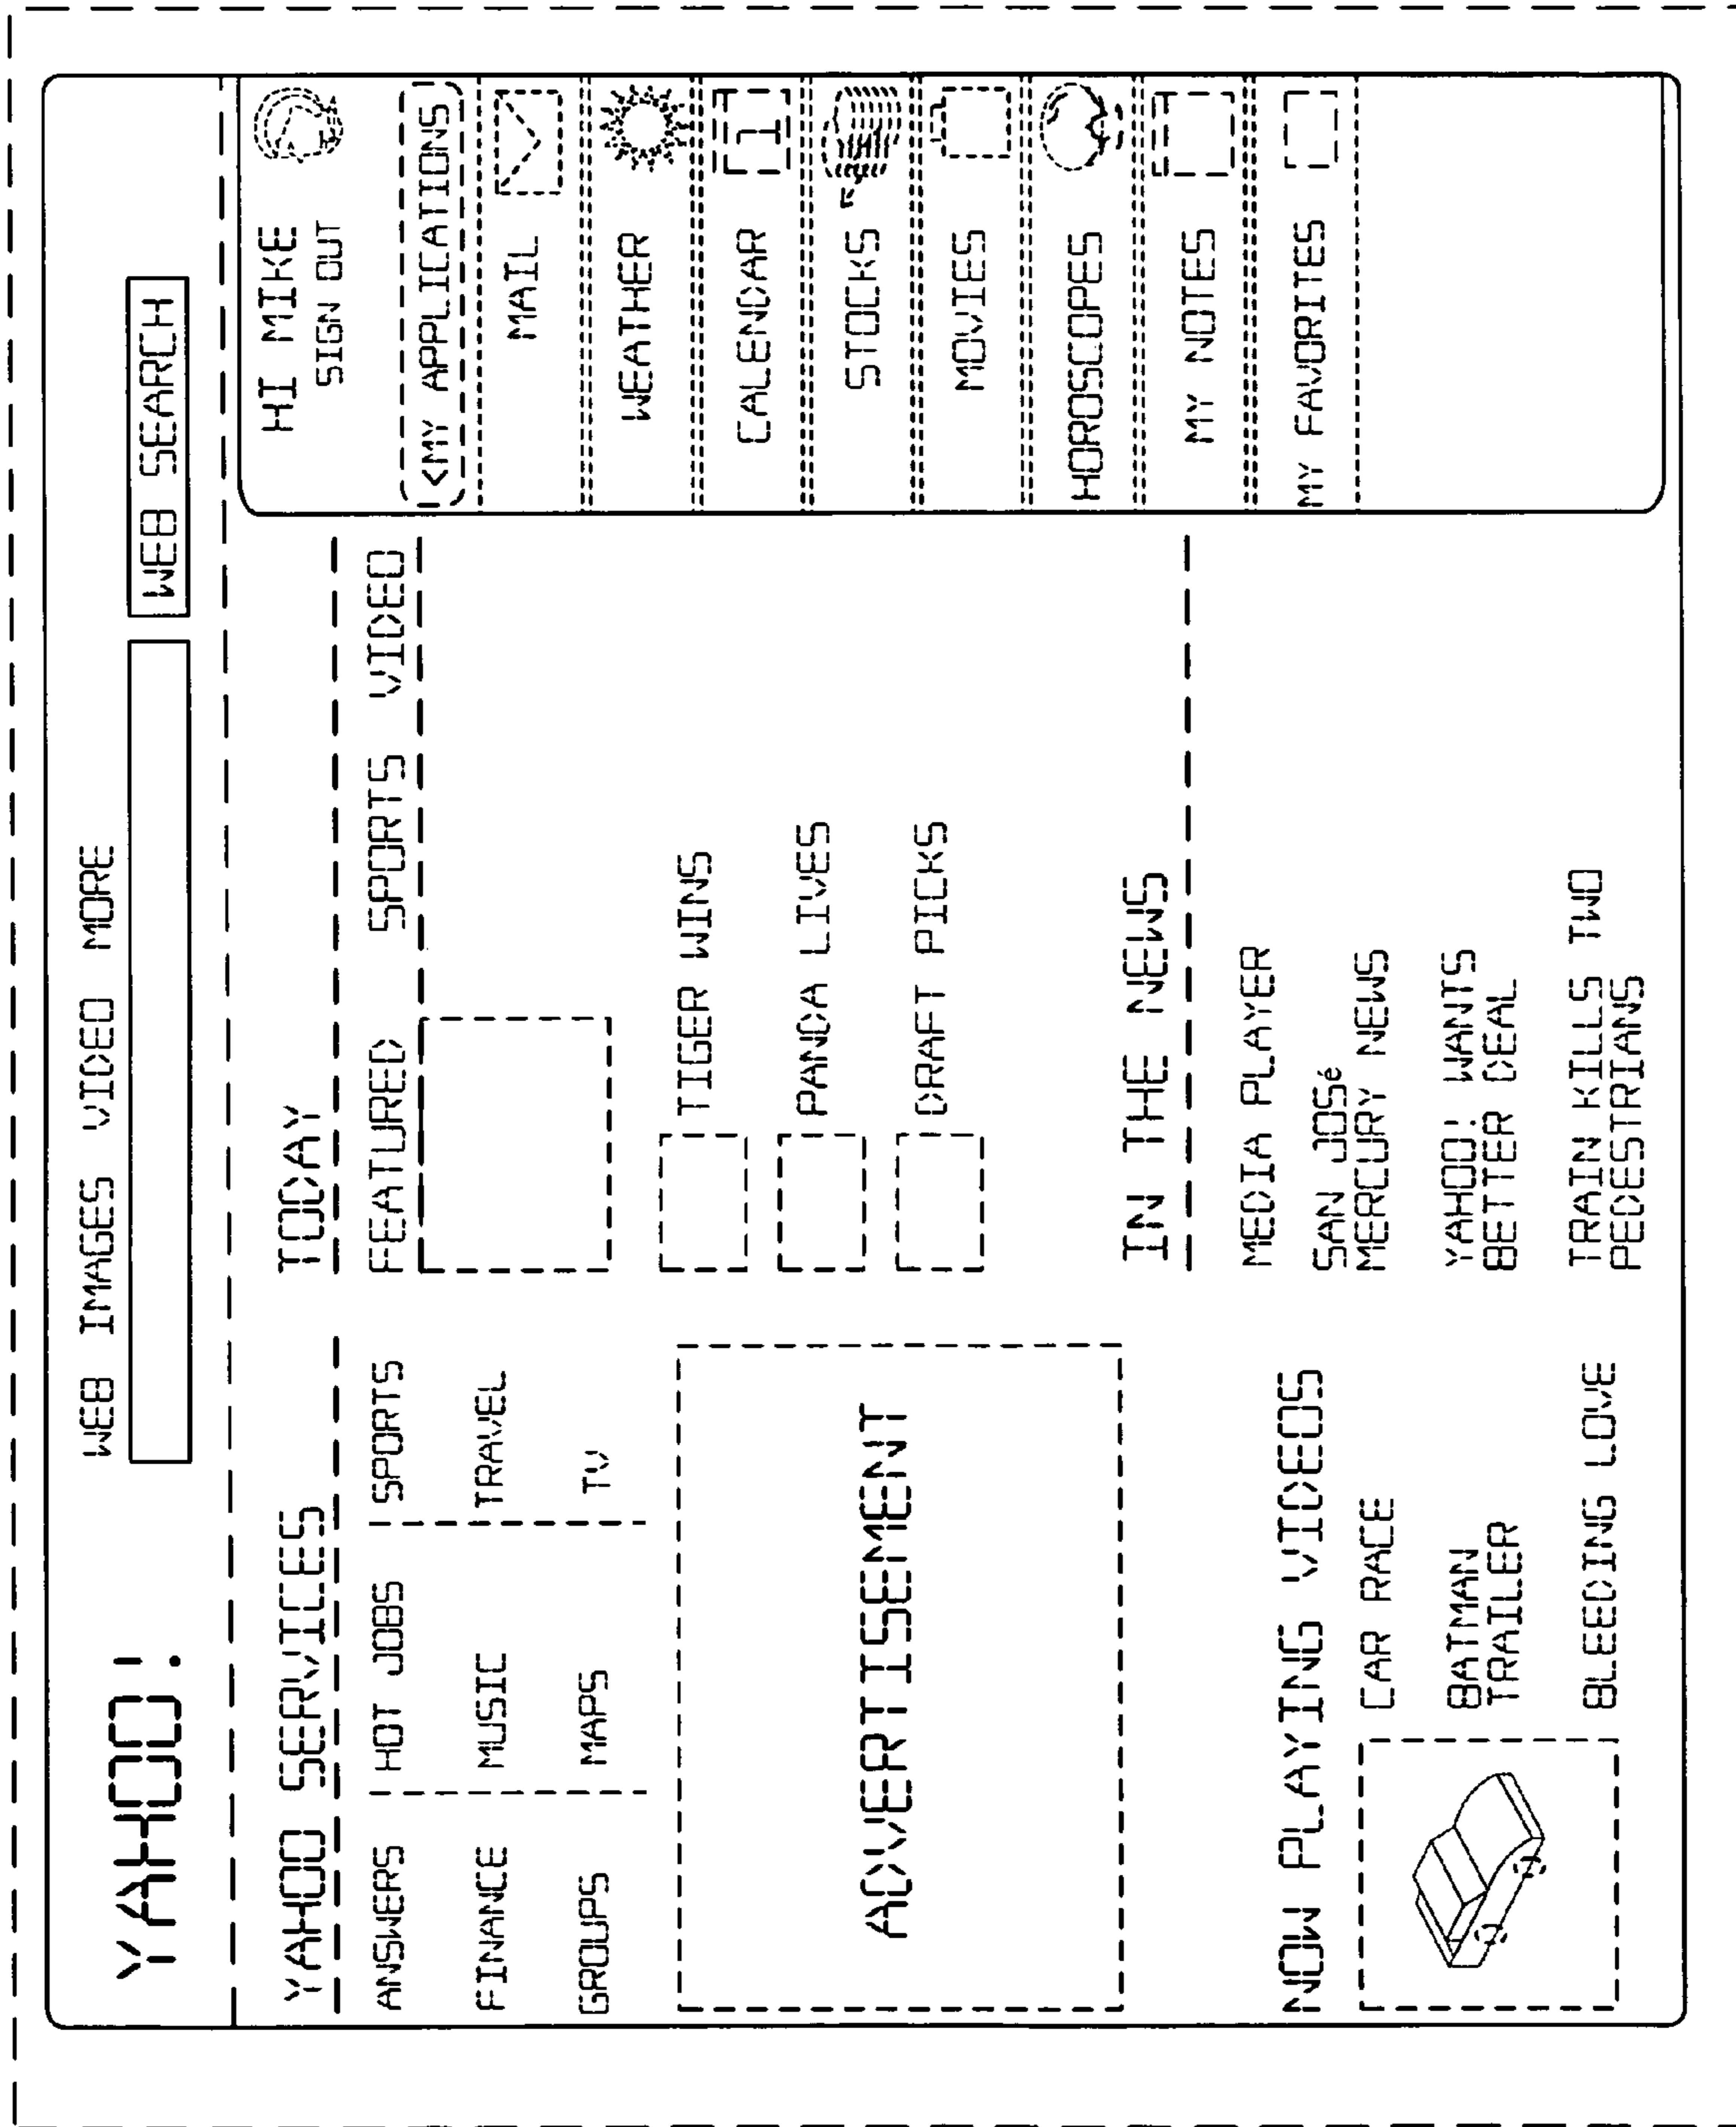 WEB IMAGES VIDEO MORE
YAHOO!
WEB SEARCH
YAHOO SERVICES
ANSWERS HOT JOBS SPORTS
FINANCE MUSIC TRAVEL
GROUPS MAPS TV
ADVERTISEMENT
NOW PLAYING VIDEOS
CAR RACE
BATMAN
TRAILER
BLEEDING LOVE
TODAY
FEATURED SPORTS VIDEO
TIGER WINS
PANDA LIVES
DRAFT PICKS
IN THE NEWS
MEDIA PLAYER
SAN JOSé
MERCURY NEWS
YAHOO! WANTS
BETTER DEAL
TRAIN KILLS TWO
PEDESTRIANS
HI MIKE
SIGN OUT
<MY APPLICATIONS
MAIL
WEATHER
CALENDAR
1
STOCKS
MOVIES
HOROSCOPES
MY NOTES
MY FAVORITES